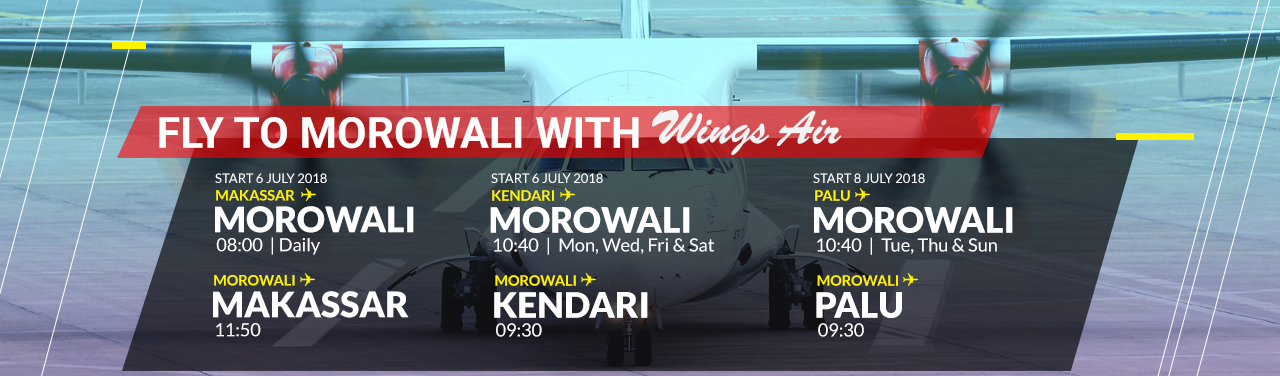 FLY TO MOROWALI WITH Wings Air
START 6 JULY 2018
MAKASSAR
MOROWALI
08:00 | Daily
MOROWALI
MAKASSAR
11:50
START 6 JULY 2018
KENDARI
MOROWALI
10:40 | Mon, Wed, Fri & Sat
MOROWALI
KENDARI
09:30
START 8 JULY 2018
PALU
MOROWALI
10:40 | Tue, Thu & Sun
MOROWALI
PALU
09:30